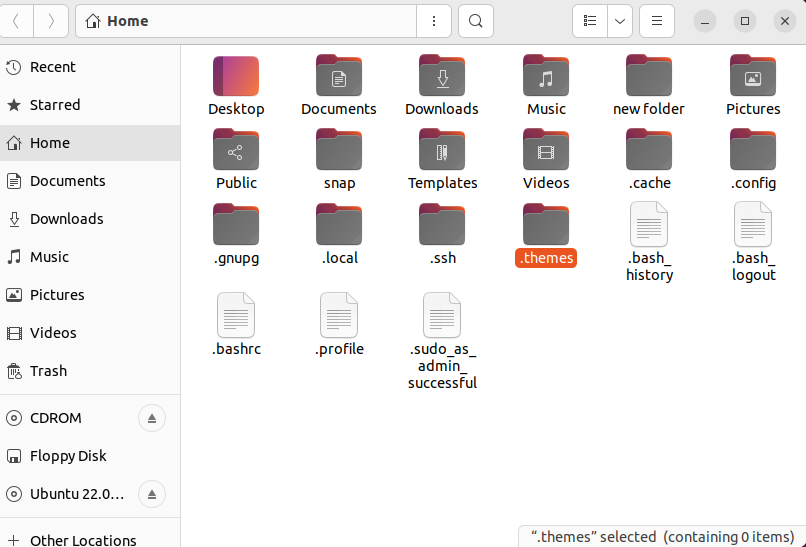 Home
Recent
Starred
Home
Documents
Downloads
Music
Pictures
Videos
Trash
CDROM
Floppy Disk
Ubuntu 22.0...
Other Locations
Desktop
Documents
Downloads
Music
new folder
Pictures
Public
snap
Templates
Videos
.cache
.config
.gnupg
.local
.ssh
.themes
.bash_
history
.bash_
logout
.bashrc
.profile
.sudo_as_
admin_
successful
“.themes” selected (containing 0 items)